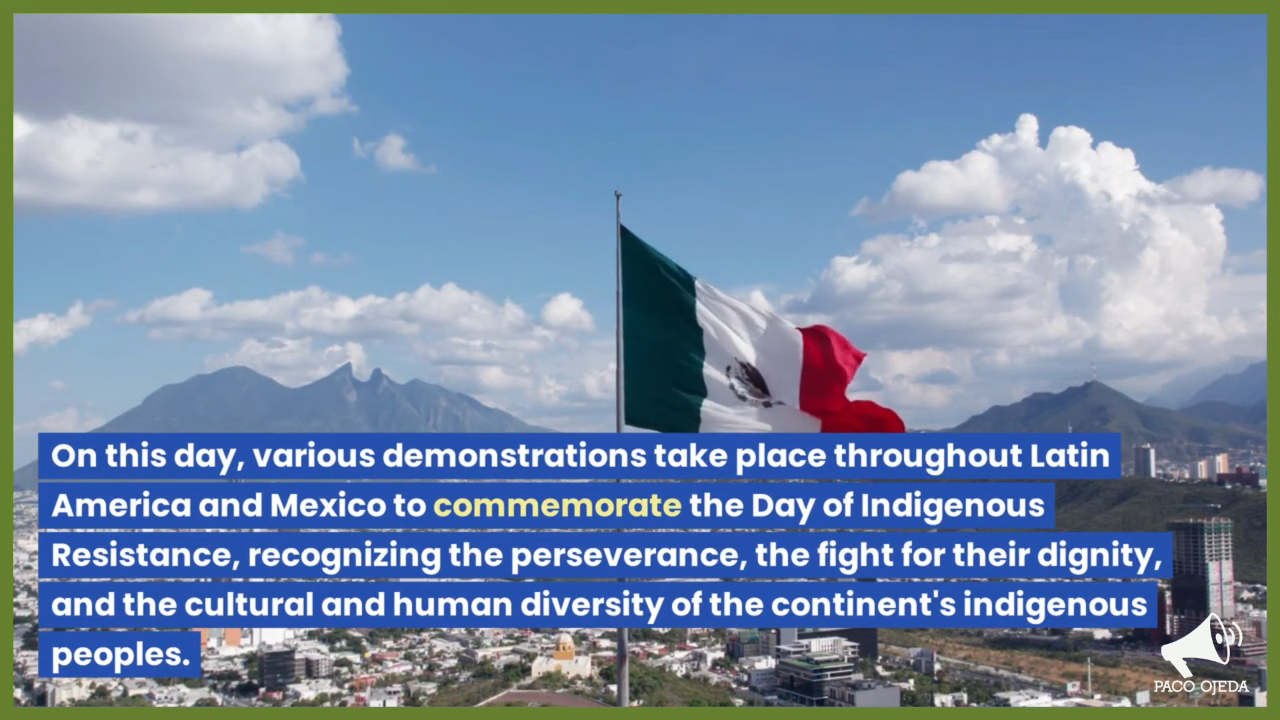 On this day, various demonstrations take place throughout Latin
America and Mexico to commemorate the Day of Indigenous
Resistance, recognizing the perseverance, the fight for their dignity,
and the cultural and human diversity of the continent's indigenous
peoples.
PACO OJEDA